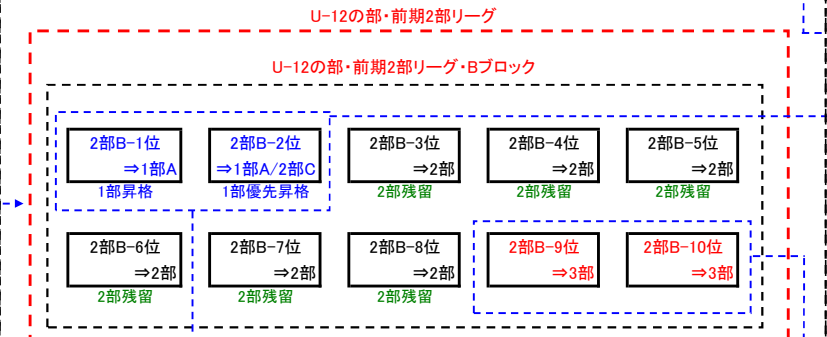 U-12の部・前期2部リーグ
U-12の部・前期2部リーグ・Bブロック
2部B-1位
⇒1部A
1部昇格
2部B-2位
⇒1部A/2部C
1部優先昇格
2部B-3位
⇒2部
2部残留
2部B-4位
⇒2部
2部残留
2部B-5位
⇒2部
2部残留
2部B-6位
⇒2部
2部残留
2部B-7位
⇒2部
2部残留
2部B-8位
⇒2部
2部残留
2部B-9位
⇒3部
2部B-10位
⇒3部